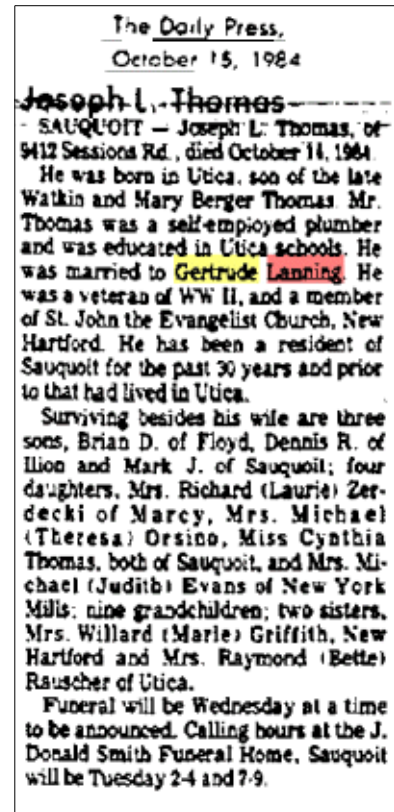 The Daily Press,
October 15, 1984
Joseph L. Thomas
SAUQUOIT — Joseph L. Thomas, of
9412 Sessions Rd., died October 14, 1984.
He was born in Utica, son of the late
Watkin and Mary Berger Thomas. Mr.
Thomas was a self-employed plumber
and was educated in Utica schools. He
was married to Gertrude Lanning. He
was a veteran of WW II, and a member
of St. John the Evangelist Church, New
Hartford. He has been a resident of
Sauquoit for the past 30 years and prior
to that had lived in Utica.
Surviving besides his wife are three
sons, Brian D. of Floyd, Dennis R. of
Ilion and Mark J. of Sauquoit; four
daughters, Mrs. Richard (Laurie) Zer-
decki of Marcy, Mrs. Michael
(Theresa) Orsino, Miss Cynthia
Thomas, both of Sauquoit, and Mrs. Mi-
chael (Judith) Evans of New York
Mills; nine grandchildren; two sisters,
Mrs. Willard (Marie) Griffith, New
Hartford and Mrs. Raymond (Bette)
Rauscher of Utica.
Funeral will be Wednesday at a time
to be announced. Calling hours at the J.
Donald Smith Funeral Home, Sauquoit
will be Tuesday 2-4 and 7-9.